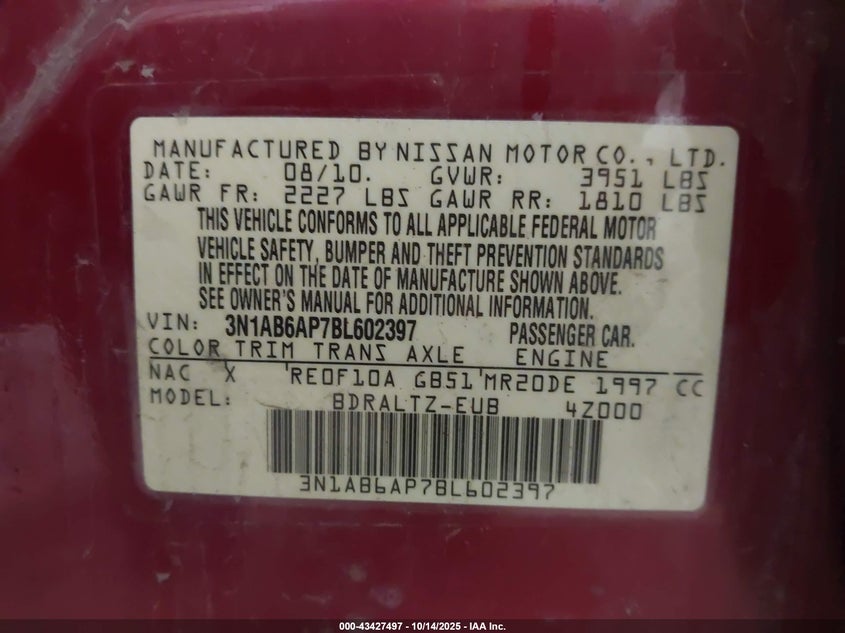 MANUFACTURED BY NISSAN MOTOR CO., LTD.
DATE: 08/10. GVWR: 3951 LBS
GAWR FR: 2227 LBS GAWR RR: 1810 LBS
THIS VEHICLE CONFORMS TO ALL APPLICABLE FEDERAL MOTOR
VEHICLE SAFETY, BUMPER AND THEFT PREVENTION STANDARDS
IN EFFECT ON THE DATE OF MANUFACTURE SHOWN ABOVE.
SEE OWNER'S MANUAL FOR ADDITIONAL INFORMATION.
VIN: 3N1AB6AP7BL602397 PASSENGER CAR.
COLOR TRIM TRANS AXLE ENGINE
NAC X RE0F10A GB51 MR20DE 1997 CC
MODEL: BDRALTZ-EUB 4Z000
3N1AB6AP7BL602397
000-43427497 - 10/14/2025 - IAA Inc.